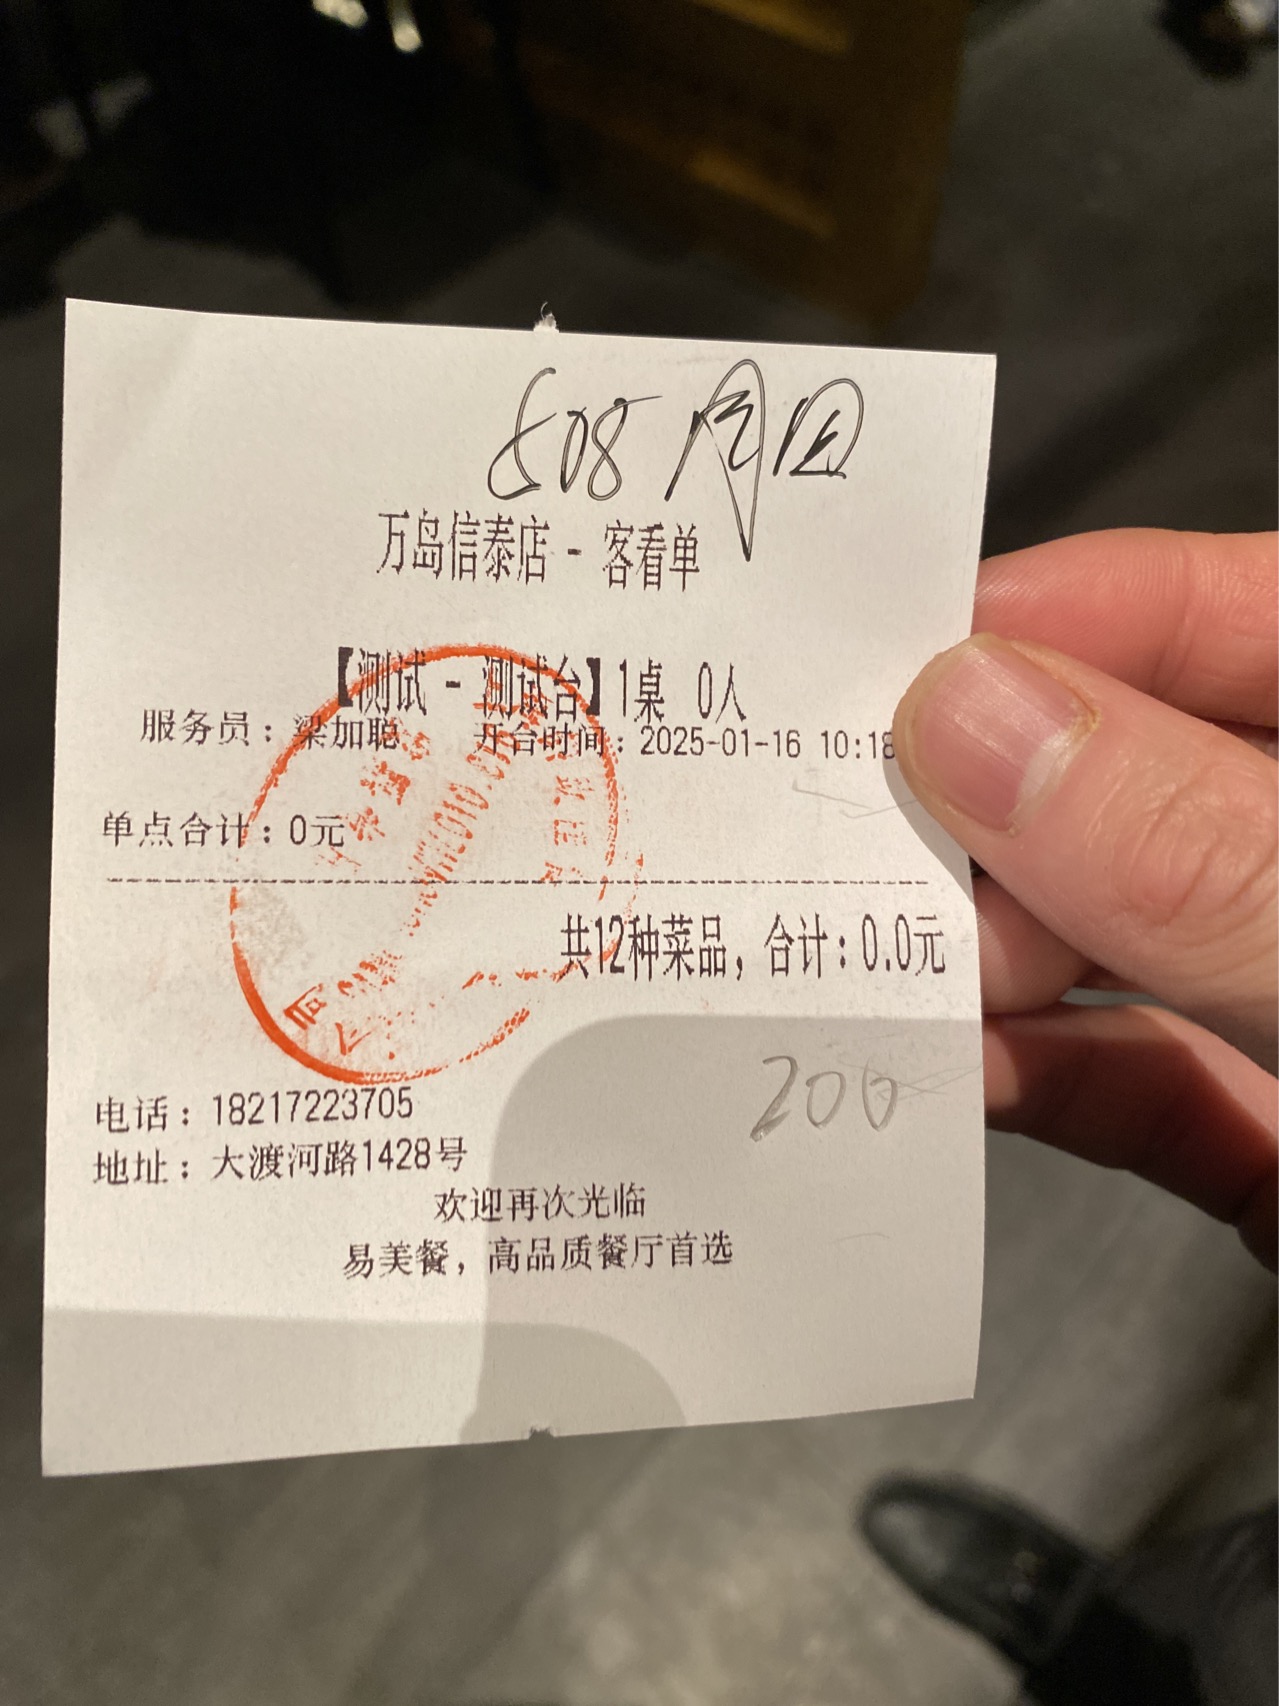 508 月团
万岛信泰店 - 客看单
【测试 - 测试台】1桌 0人
服务员：梁加聪 开台时间：2025-01-16 10:18
单点合计：0元
共12种菜品，合计：0.0元
200
电话：18217223705
地址：大渡河路1428号
欢迎再次光临
易美餐，高品质餐厅首选